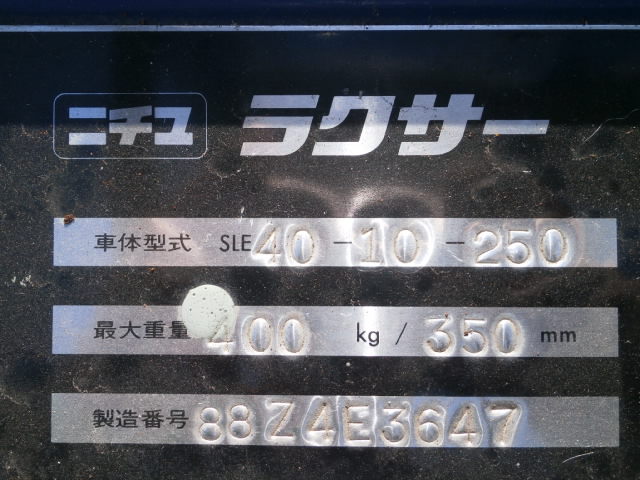 ニチユ ラクサー
車体型式 SLE40-10-250
最大重量 400 kg / 350 mm
製造番号 88Z4E3647